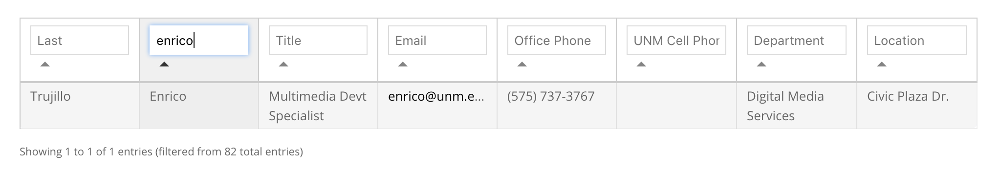 Last enrico Title Email Office Phone UNM Cell Phor Department Location
Trujillo Enrico Multimedia Devt enrico@unm.e... (575) 737-3767 Digital Media Civic Plaza Dr.
Specialist Services
Showing 1 to 1 of 1 entries (filtered from 82 total entries)